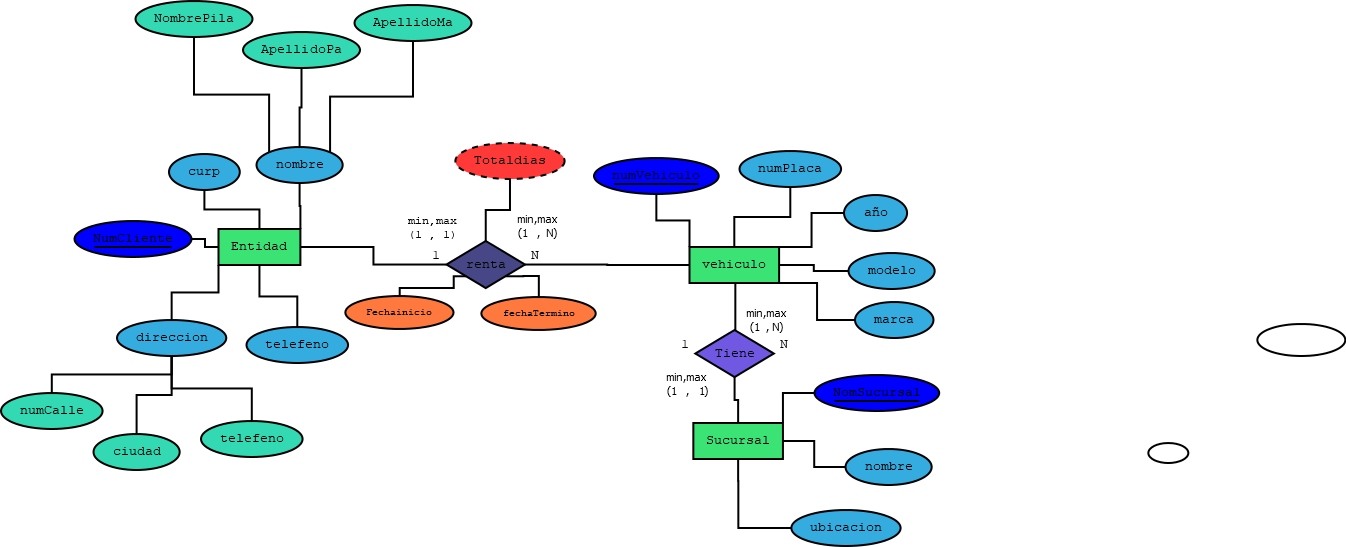 NombrePila
ApellidoMa
ApellidoPa
Totaldias
nombre
curp
numVehiculo
numPlaca
año
min,max
(1 , 1)
min,max
(1 , N)
NumCliente
Entidad
1
N
renta
vehiculo
modelo
Fechainicio
fechaTermino
min,max
(1 , N)
marca
direccion
telefeno
1
N
Tiene
min,max
(1 , 1)
numCalle
telefeno
ciudad
NomSucursal
Sucursal
nombre
ubicacion